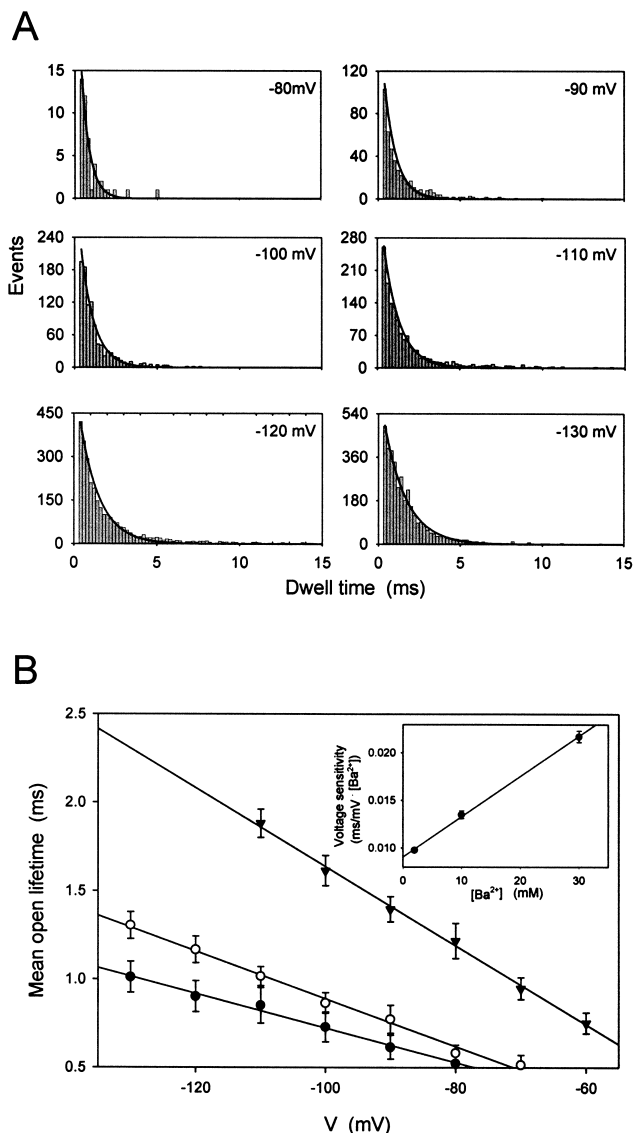 A
15 -80mV
10
5
0
120 -90 mV
80
40
0
240 -100 mV
180
120
60
0
280 -110 mV
210
140
70
0
450 -120 mV
300
150
0
0 5 10 15
540 -130 mV
360
180
0
0 5 10 15
Events
Dwell time (ms)
B
2.5
2.0
1.5
1.0
0.5
Mean open lifetime (ms)
-120 -100 -80 -60
V (mV)
Voltage sensitivity
(ms/mV · [Ba²⁺])
0.020
0.015
0.010
0 10 20 30
[Ba²⁺] (mM)